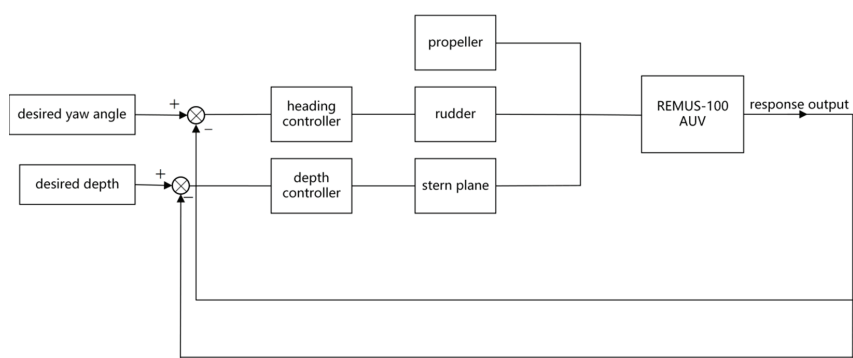 propeller
desired yaw angle
+
−
heading
controller
rudder
REMUS-100
AUV
response output
desired depth
+
−
depth
controller
stern plane